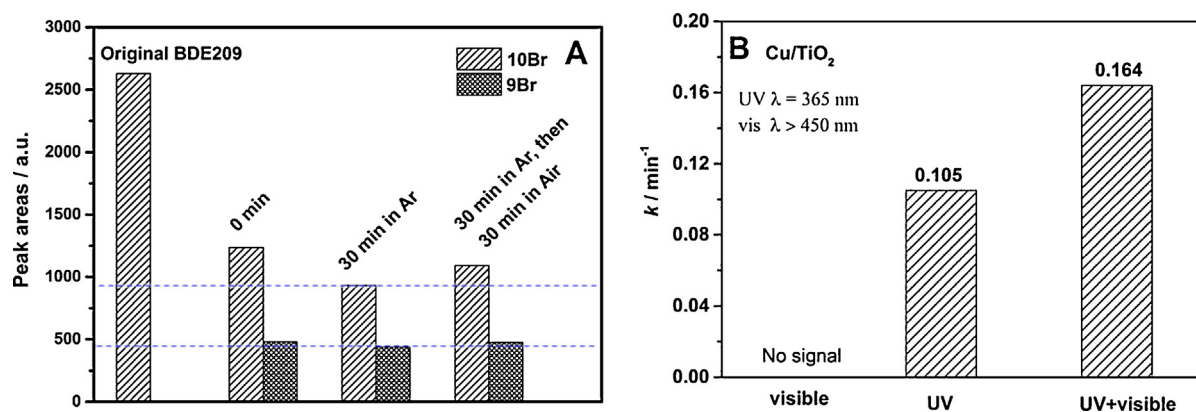 3000
2500
2000
1500
1000
500
0
Peak areas / a.u.
Original BDE209
10Br
9Br
A
0 min
30 min in Ar
30 min in Ar, then
30 min in Air
0.20
0.16
0.12
0.08
0.04
0.00
k / min⁻¹
B Cu/TiO₂
UV λ = 365 nm
vis λ > 450 nm
No signal
0.105
0.164
visible
UV
UV+visible